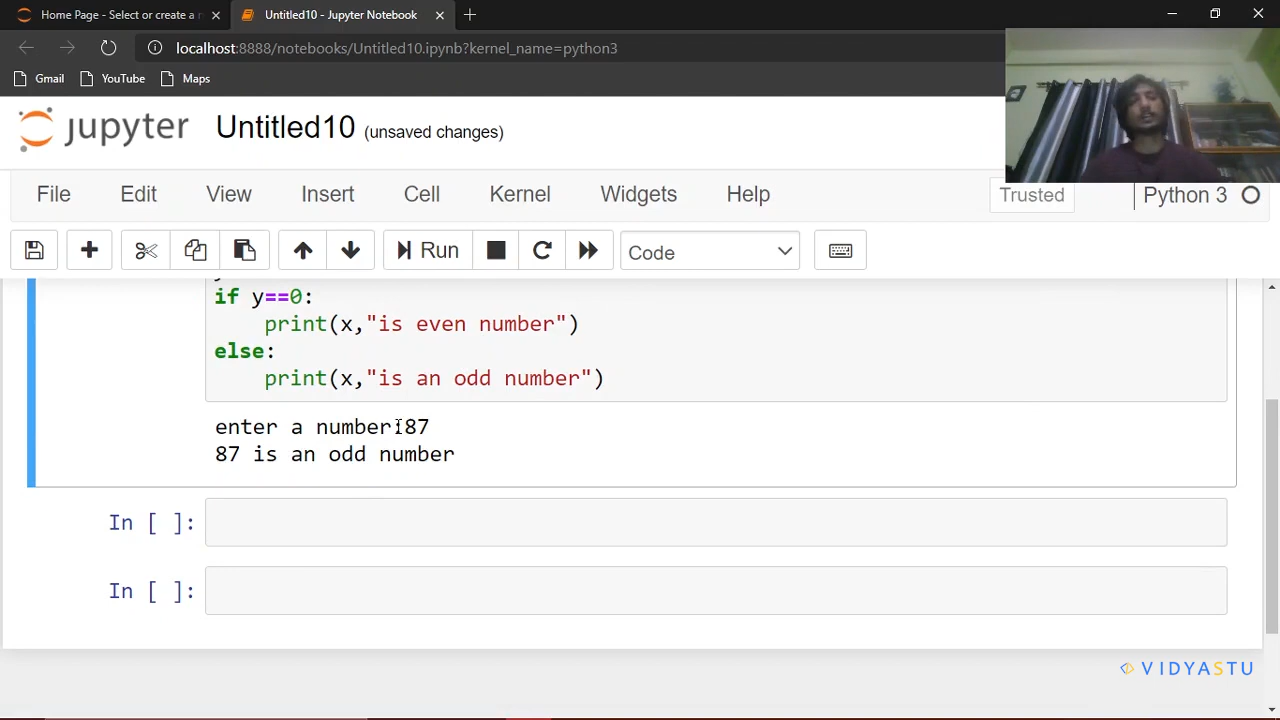 Home Page - Select or create a
Untitled10 - Jupyter Notebook
localhost:8888/notebooks/Untitled10.ipynb?kernel_name=python3
Gmail YouTube Maps
jupyter Untitled10 (unsaved changes)
File Edit View Insert Cell Kernel Widgets Help Trusted Python 3
Run Code
if y==0:
print(x,"is even number")
else:
print(x,"is an odd number")
enter a number:87
87 is an odd number
In [ ]:
In [ ]:
VIDYASTU